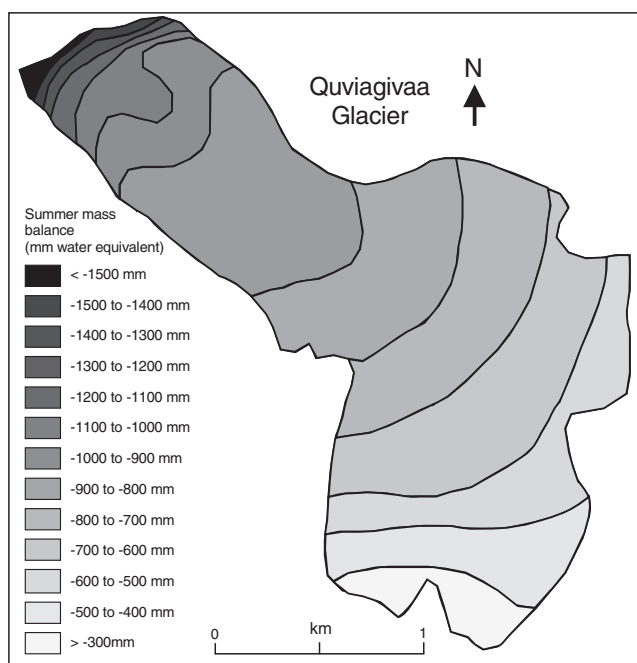 Quviagivaa
Glacier
N
Summer mass
balance
(mm water equivalent)
< -1500 mm
-1500 to -1400 mm
-1400 to -1300 mm
-1300 to -1200 mm
-1200 to -1100 mm
-1100 to -1000 mm
-1000 to -900 mm
-900 to -800 mm
-800 to -700 mm
-700 to -600 mm
-600 to -500 mm
-500 to -400 mm
> -300mm
0 km 1